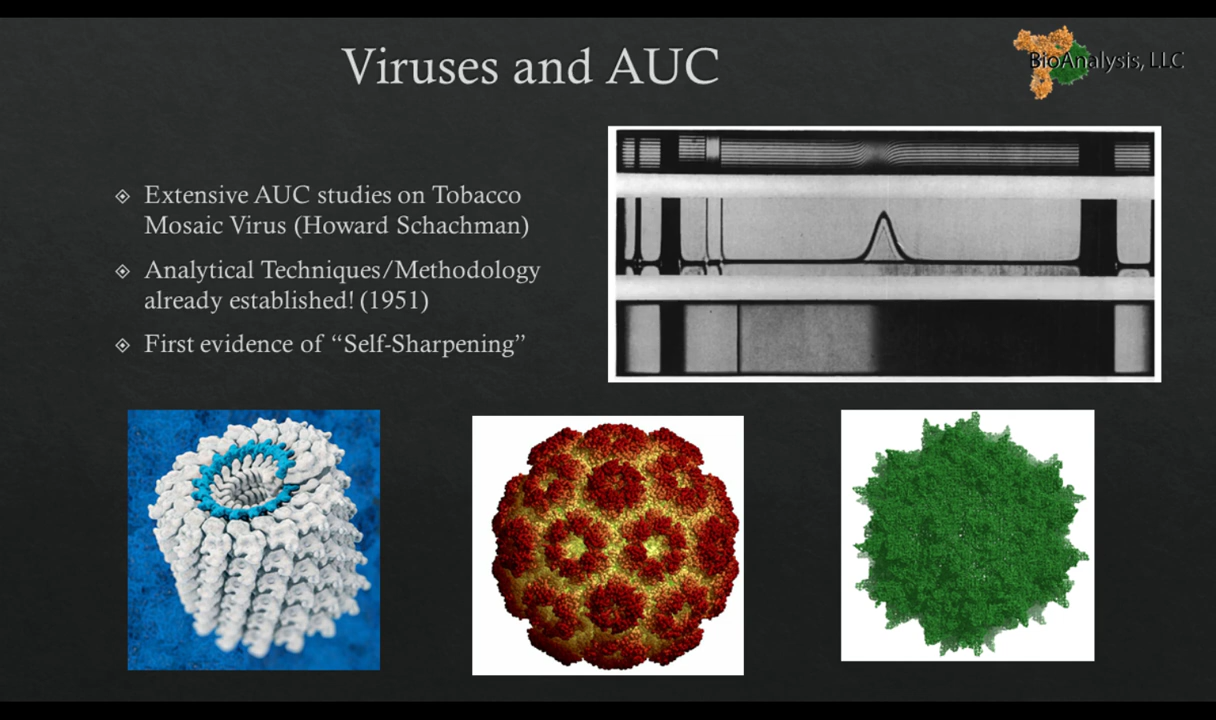 Viruses and AUC
BioAnalysis, LLC
Extensive AUC studies on Tobacco
Mosaic Virus (Howard Schachman)
Analytical Techniques/Methodology
already established! (1951)
First evidence of “Self-Sharpening”